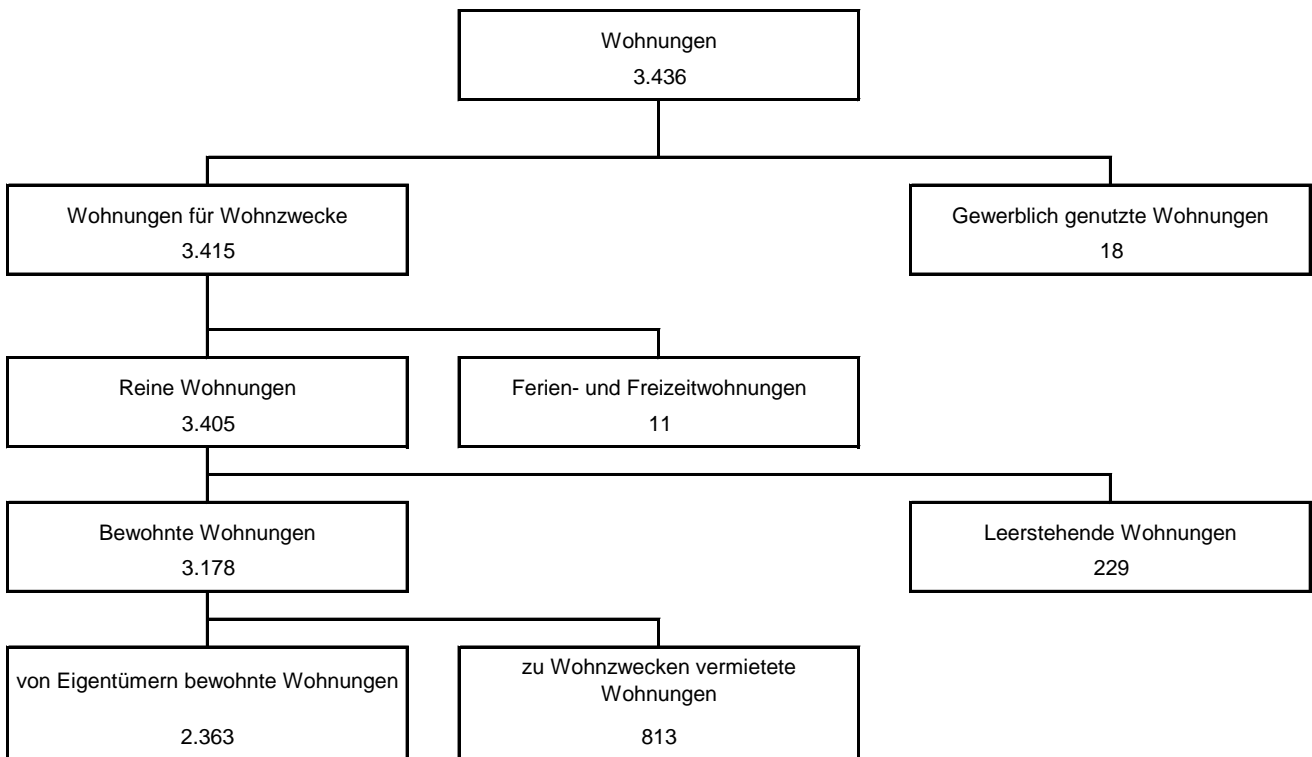 Wohnungen
3.436
Wohnungen für Wohnzwecke
3.415
Gewerblich genutzte Wohnungen
18
Reine Wohnungen
3.405
Ferien- und Freizeitwohnungen
11
Bewohnte Wohnungen
3.178
Leerstehende Wohnungen
229
von Eigentümern bewohnte Wohnungen
2.363
zu Wohnzwecken vermietete
Wohnungen
813